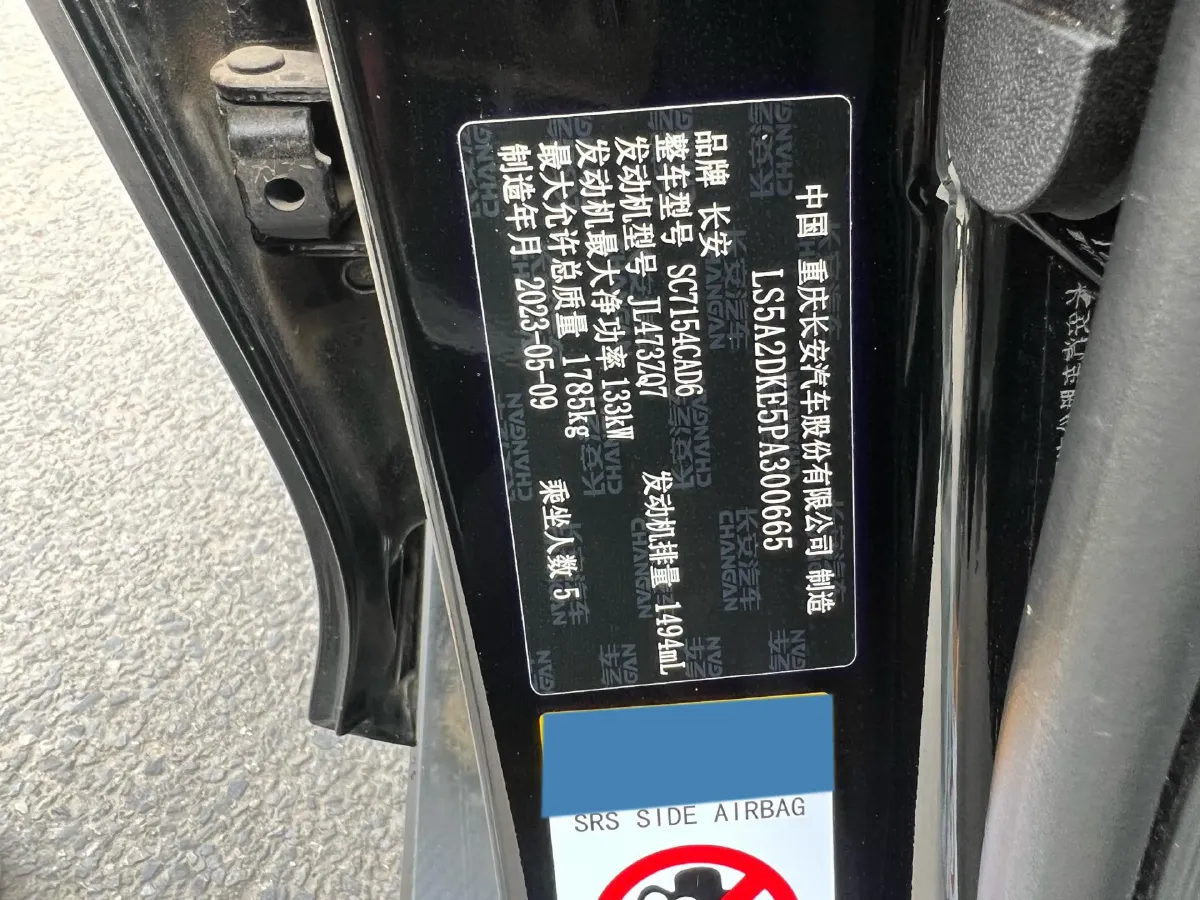 中国 重庆长安汽车股份有限公司 制造
LS5A2DKE5PA300665
品牌 长安
整车型号 SC7154CAD6
发动机型号 JL473ZQ7 发动机排量 1494mL
发动机最大净功率 133kW
最大允许总质量 1785kg 乘坐人数 5
制造年月 2023-05-09
SRS SIDE AIRBAG